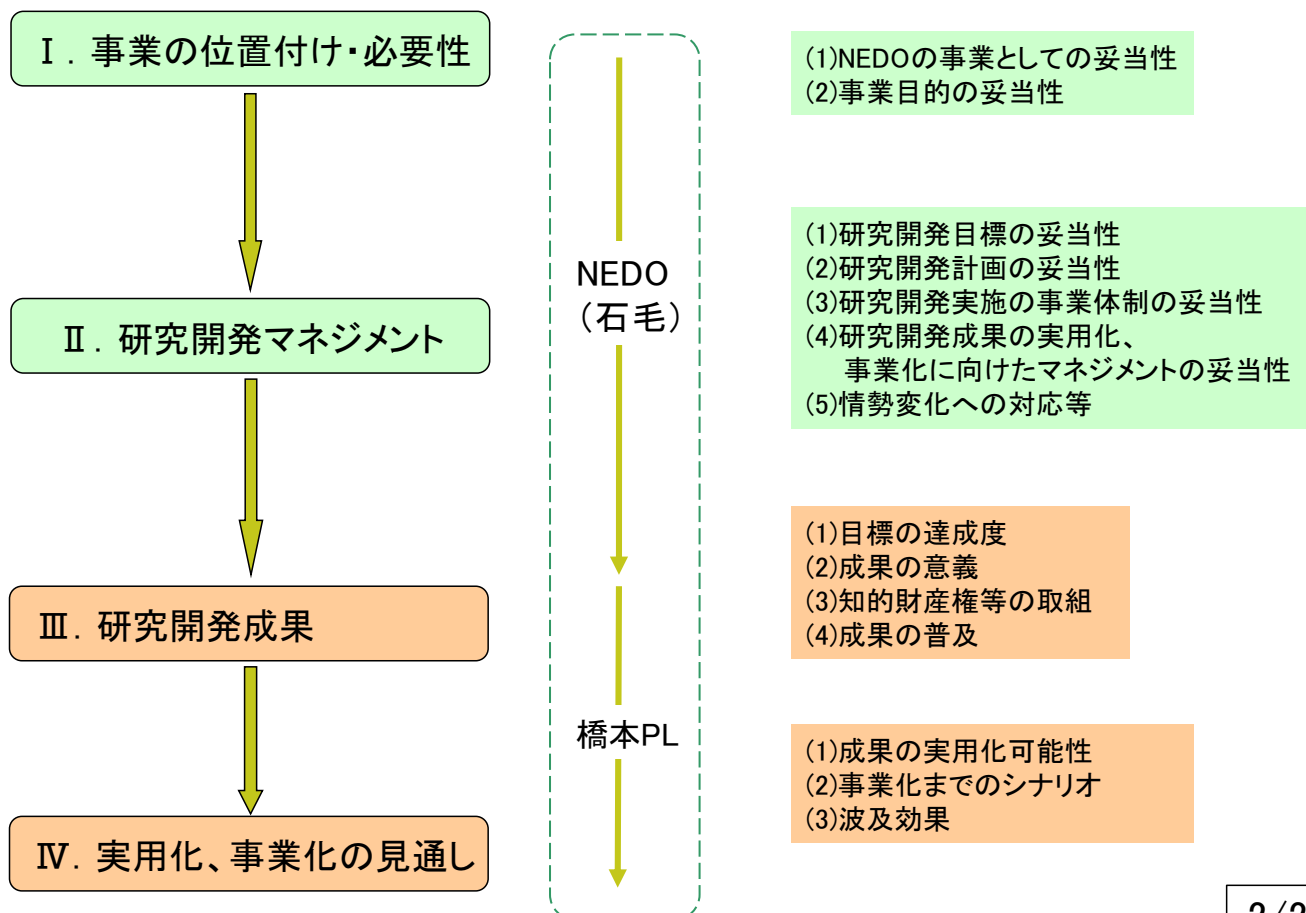 Ⅰ．事業の位置付け・必要性
(1)NEDOの事業としての妥当性
(2)事業目的の妥当性
NEDO
（石毛）
Ⅱ．研究開発マネジメント
(1)研究開発目標の妥当性
(2)研究開発計画の妥当性
(3)研究開発実施の事業体制の妥当性
(4)研究開発成果の実用化、
事業化に向けたマネジメントの妥当性
(5)情勢変化への対応等
Ⅲ．研究開発成果
(1)目標の達成度
(2)成果の意義
(3)知的財産権等の取組
(4)成果の普及
橋本PL
Ⅳ．実用化、事業化の見通し
(1)成果の実用化可能性
(2)事業化までのシナリオ
(3)波及効果